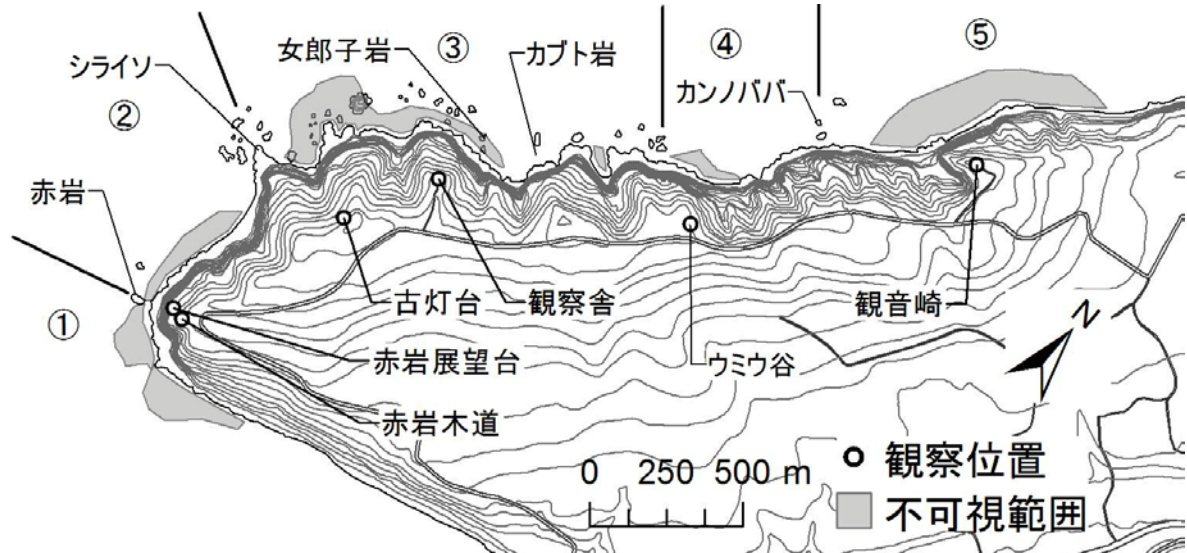 ⑤
③
④
女郎子岩
カブト岩
シライソ
カンノババ
②
赤岩
①
古灯台
観察舎
観音崎
赤岩展望台
ウミウ谷
N
赤岩木道
0 250 500 m
観察位置
不可視範囲